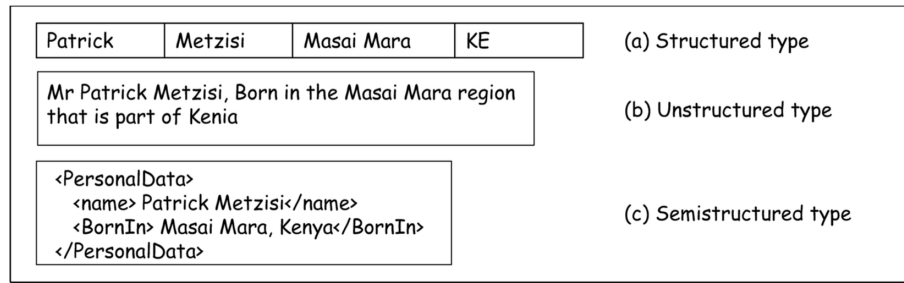 Patrick Metzisi Masai Mara KE (a) Structured type
Mr Patrick Metzisi, Born in the Masai Mara region
that is part of Kenia
(b) Unstructured type
<PersonalData>
<name> Patrick Metzisi</name>
<BornIn> Masai Mara, Kenya</BornIn>
</PersonalData>
(c) Semistructured type